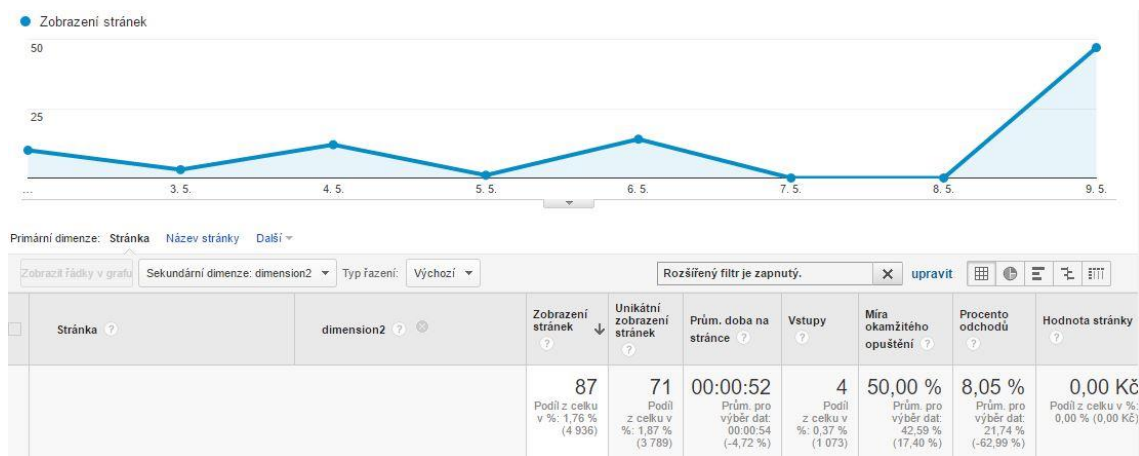 Zobrazení stránek
50
25
...
3. 5.
4. 5.
5. 5.
6. 5.
7. 5.
8. 5.
9. 5.
Primární dimenze: Stránka Název stránky Další
Zobrazit řádky v grafu Sekundární dimenze: dimension2 Typ řazení: Výchozí Rozšířený filtr je zapnutý. upravit
Stránka ?
dimension2 ?
Zobrazení
stránek
?
Unikátní
zobrazení
stránek
?
Prům. doba na
stránce ?
Vstupy
?
Míra
okamžitého
opuštění ?
Procento
odchodů
?
Hodnota stránky
?
87
Podíl z celku
v %: 1,76 %
(4 936)
71
Podíl
z celku v
%: 1,87 %
(3 789)
00:00:52
Prům. pro
výběr dat:
00:00:54
(-4,72 %)
4
Podíl
z celku v
%: 0,37 %
(1 073)
50,00 %
Prům. pro
výběr dat:
42,59 %
(17,40 %)
8,05 %
Prům. pro
výběr dat:
21,74 %
(-62,99 %)
0,00 Kč
Podíl z celku v %:
0,00 % (0,00 Kč)